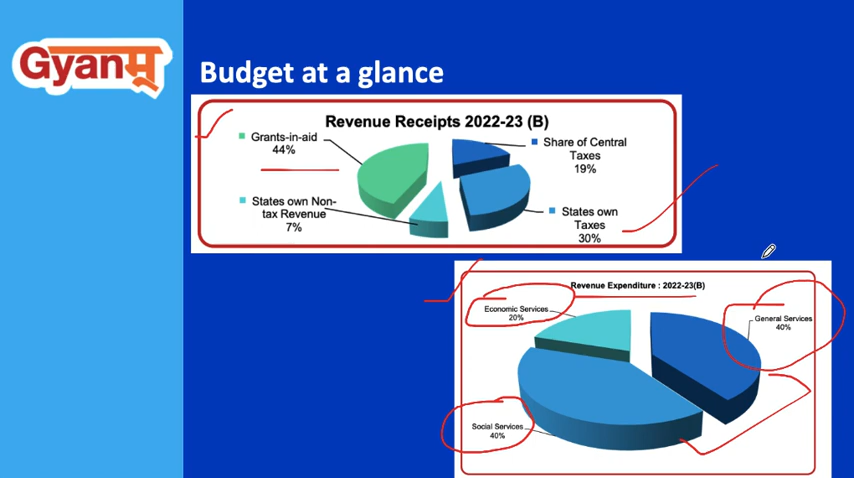 Gyanम्
Budget at a glance
Revenue Receipts 2022-23 (B)
Grants-in-aid
44%
Share of Central
Taxes
19%
States own Non-
tax Revenue
7%
States own
Taxes
30%
Revenue Expenditure : 2022-23(B)
Economic Services
20%
General Services
40%
Social Services
40%